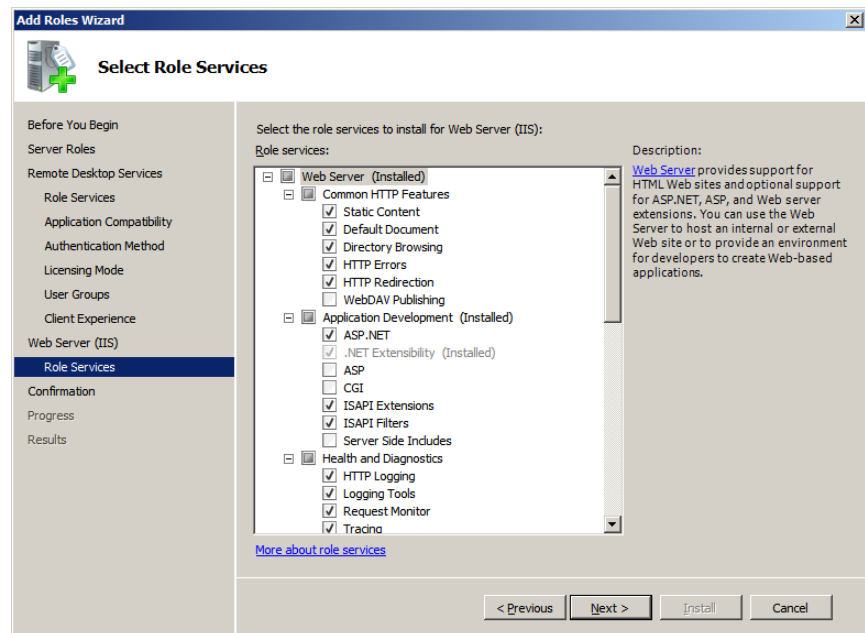 Add Roles Wizard
Select Role Services
Before You Begin
Server Roles
Remote Desktop Services
Role Services
Application Compatibility
Authentication Method
Licensing Mode
User Groups
Client Experience
Web Server (IIS)
Role Services
Confirmation
Progress
Results
Select the role services to install for Web Server (IIS):
Role services:
Web Server (Installed)
Common HTTP Features
Static Content
Default Document
Directory Browsing
HTTP Errors
HTTP Redirection
WebDAV Publishing
Application Development (Installed)
ASP.NET
.NET Extensibility (Installed)
ASP
CGI
ISAPI Extensions
ISAPI Filters
Server Side Includes
Health and Diagnostics
HTTP Logging
Logging Tools
Request Monitor
Tracing
More about role services
Description:
Web Server provides support for
HTML Web sites and optional support
for ASP.NET, ASP, and Web server
extensions. You can use the Web
Server to host an internal or external
Web site or to provide an environment
for developers to create Web-based
applications.
< Previous
Next >
Install
Cancel